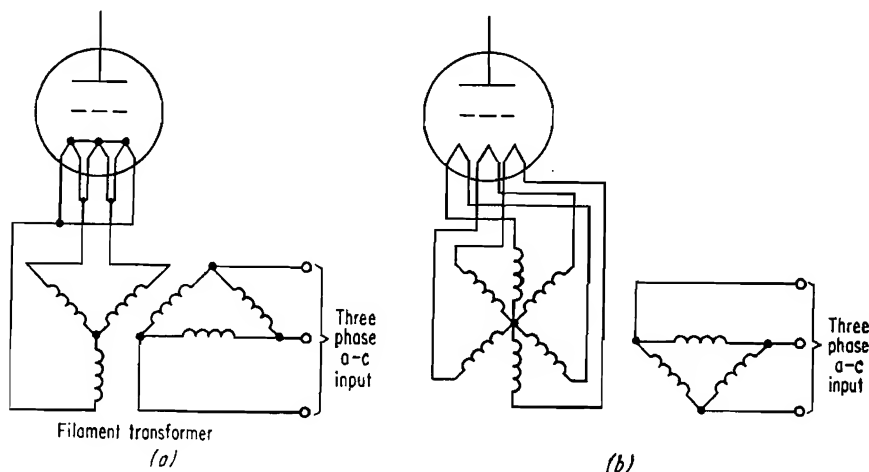 Three
phase
a-c
input
Filament transformer
(a)
Three
phase
a-c
input
(b)